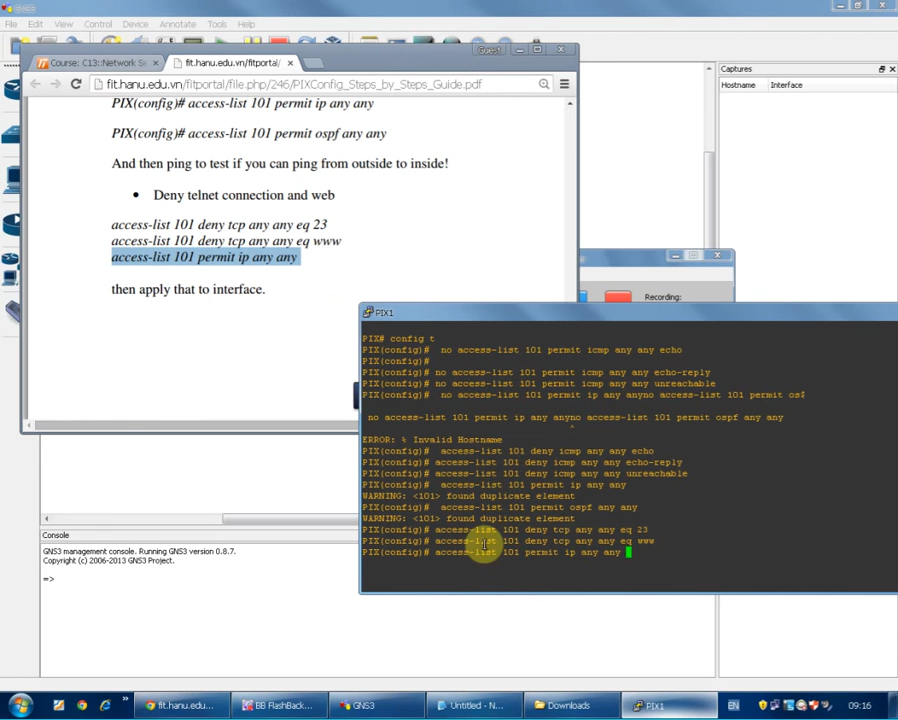 GNS3
File Edit View Control Device Annotate Tools Help
Guest
Course: C13::Network Se
fit.hanu.edu.vn/fitportal/
fit.hanu.edu.vn/fitportal/file.php/246/PIXConfig_Steps_by_Steps_Guide.pdf
PIX(config)# access-list 101 permit ip any any
PIX(config)# access-list 101 permit ospf any any
And then ping to test if you can ping from outside to inside!
• Deny telnet connection and web
access-list 101 deny tcp any any eq 23
access-list 101 deny tcp any any eq www
access-list 101 permit ip any any
then apply that to interface.
Captures
Hostname Interface
Recording:
PIX1
PIX# config t
PIX(config)# no access-list 101 permit icmp any any echo
PIX(config)#
PIX(config)# no access-list 101 permit icmp any any echo-reply
PIX(config)# no access-list 101 permit icmp any any unreachable
PIX(config)# no access-list 101 permit ip any anyno access-list 101 permit os
no access-list 101 permit ip any anyno access-list 101 permit ospf any any
^
ERROR: % Invalid Hostname
PIX(config)# access-list 101 deny icmp any any echo
PIX(config)# access-list 101 deny icmp any any echo-reply
PIX(config)# access-list 101 deny icmp any any unreachable
PIX(config)# access-list 101 permit ip any any
WARNING: <101> found duplicate element
PIX(config)# access-list 101 permit ospf any any
WARNING: <101> found duplicate element
PIX(config)# access-list 101 deny tcp any any eq 23
PIX(config)# access-list 101 deny tcp any any eq www
PIX(config)# access-list 101 permit ip any any
Console
GNS3 management console. Running GNS3 version 0.8.7.
Copyright (c) 2006-2013 GNS3 Project.
=>
» fit.hanu.edu... BB FlashBack... GNS3 Untitled - N... Downloads PIX1 EN 09:16